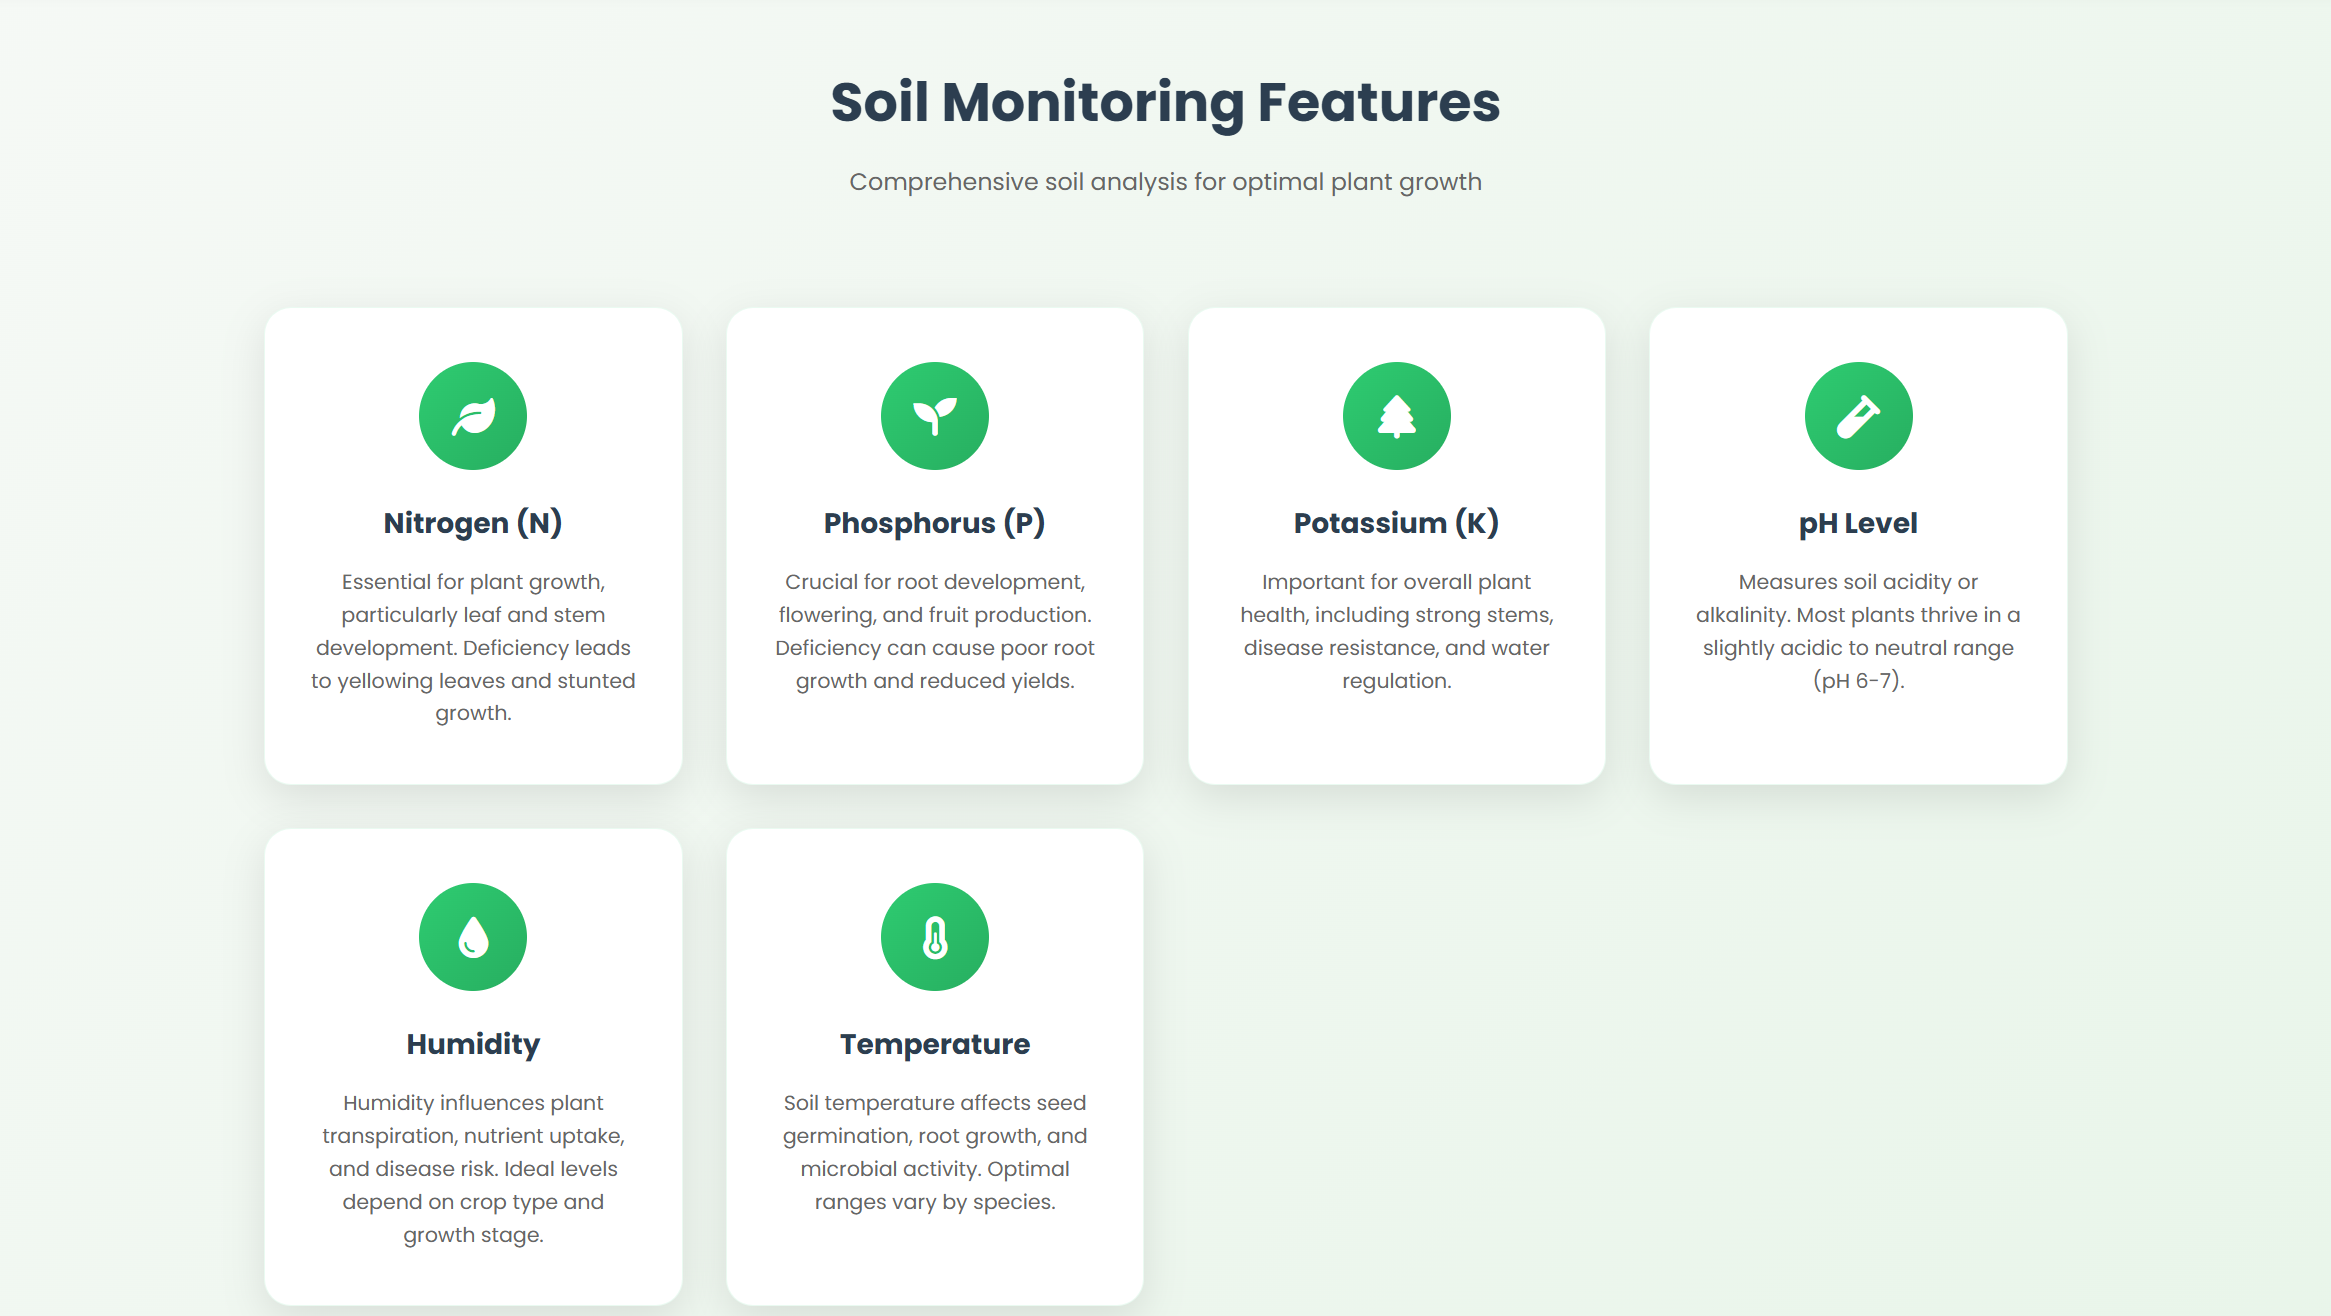 Soil Monitoring Features
Comprehensive soil analysis for optimal plant growth
Nitrogen (N)
Essential for plant growth,
particularly leaf and stem
development. Deficiency leads
to yellowing leaves and stunted
growth.
Phosphorus (P)
Crucial for root development,
flowering, and fruit production.
Deficiency can cause poor root
growth and reduced yields.
Potassium (K)
Important for overall plant
health, including strong stems,
disease resistance, and water
regulation.
pH Level
Measures soil acidity or
alkalinity. Most plants thrive in a
slightly acidic to neutral range
(pH 6-7).
Humidity
Humidity influences plant
transpiration, nutrient uptake,
and disease risk. Ideal levels
depend on crop type and
growth stage.
Temperature
Soil temperature affects seed
germination, root growth, and
microbial activity. Optimal
ranges vary by species.